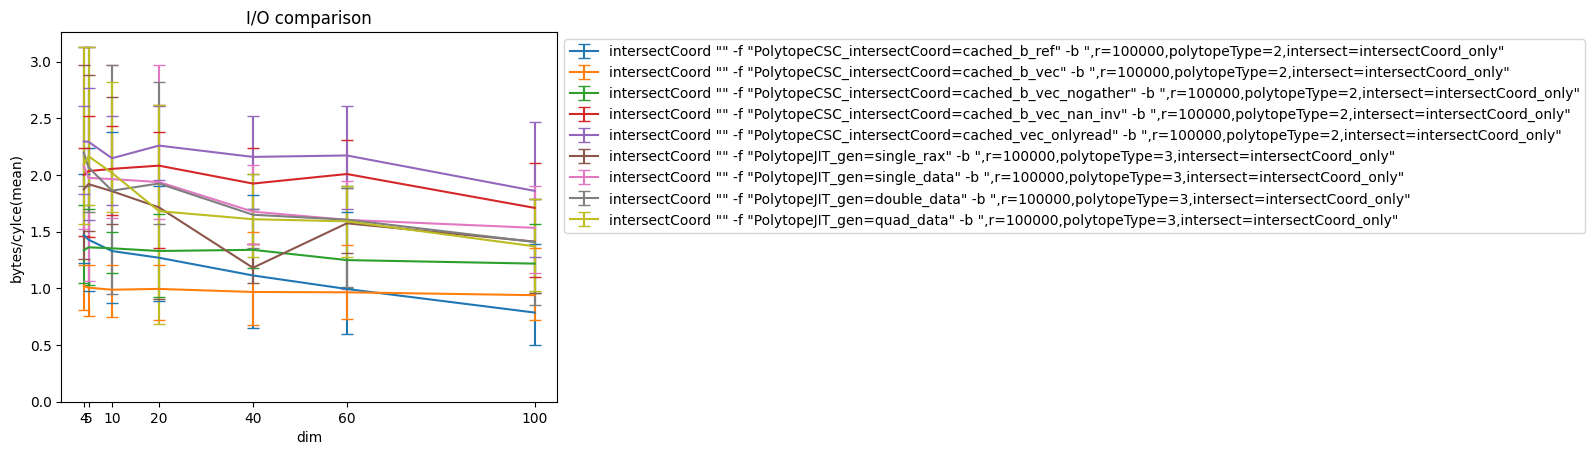 I/O comparison
bytes/cylce(mean)
3.0
2.5
2.0
1.5
1.0
0.5
0.0
4 5 10 20 40 60 100
dim
intersectCoord "" -f "PolytopeCSC_intersectCoord=cached_b_ref" -b ",r=100000,polytopeType=2,intersect=intersectCoord_only"
intersectCoord "" -f "PolytopeCSC_intersectCoord=cached_b_vec" -b ",r=100000,polytopeType=2,intersect=intersectCoord_only"
intersectCoord "" -f "PolytopeCSC_intersectCoord=cached_b_vec_nogather" -b ",r=100000,polytopeType=2,intersect=intersectCoord_only"
intersectCoord "" -f "PolytopeCSC_intersectCoord=cached_b_vec_nan_inv" -b ",r=100000,polytopeType=2,intersect=intersectCoord_only"
intersectCoord "" -f "PolytopeCSC_intersectCoord=cached_vec_onlyread" -b ",r=100000,polytopeType=2,intersect=intersectCoord_only"
intersectCoord "" -f "PolytopeJIT_gen=single_rax" -b ",r=100000,polytopeType=3,intersect=intersectCoord_only"
intersectCoord "" -f "PolytopeJIT_gen=single_data" -b ",r=100000,polytopeType=3,intersect=intersectCoord_only"
intersectCoord "" -f "PolytopeJIT_gen=double_data" -b ",r=100000,polytopeType=3,intersect=intersectCoord_only"
intersectCoord "" -f "PolytopeJIT_gen=quad_data" -b ",r=100000,polytopeType=3,intersect=intersectCoord_only"